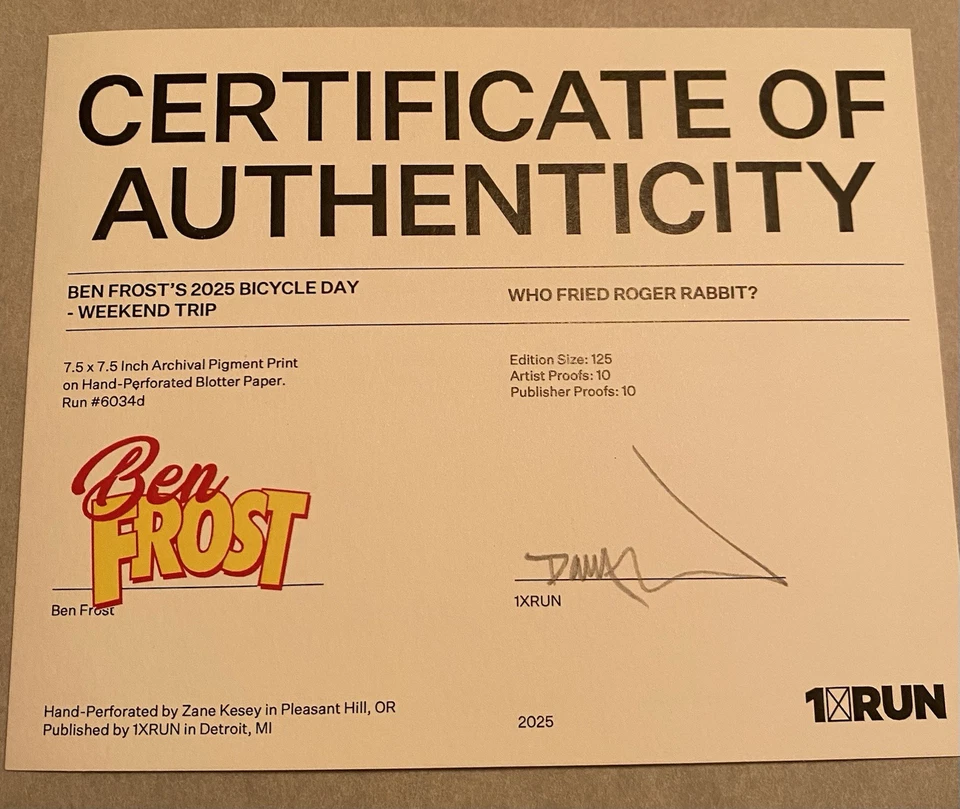 CERTIFICATE OF
AUTHENTICITY
BEN FROST'S 2025 BICYCLE DAY
- WEEKEND TRIP
WHO FRIED ROGER RABBIT?
7.5 x 7.5 Inch Archival Pigment Print
on Hand-Perforated Blotter Paper.
Run #6034d
Edition Size: 125
Artist Proofs: 10
Publisher Proofs: 10
Ben
FROST
Ben Frost
1XRUN
Hand-Perforated by Zane Kesey in Pleasant Hill, OR
Published by 1XRUN in Detroit, MI
2025
1XRUN